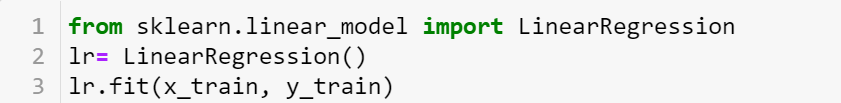 1 from sklearn.linear_model import LinearRegression
2 lr= LinearRegression()
3 lr.fit(x_train, y_train)